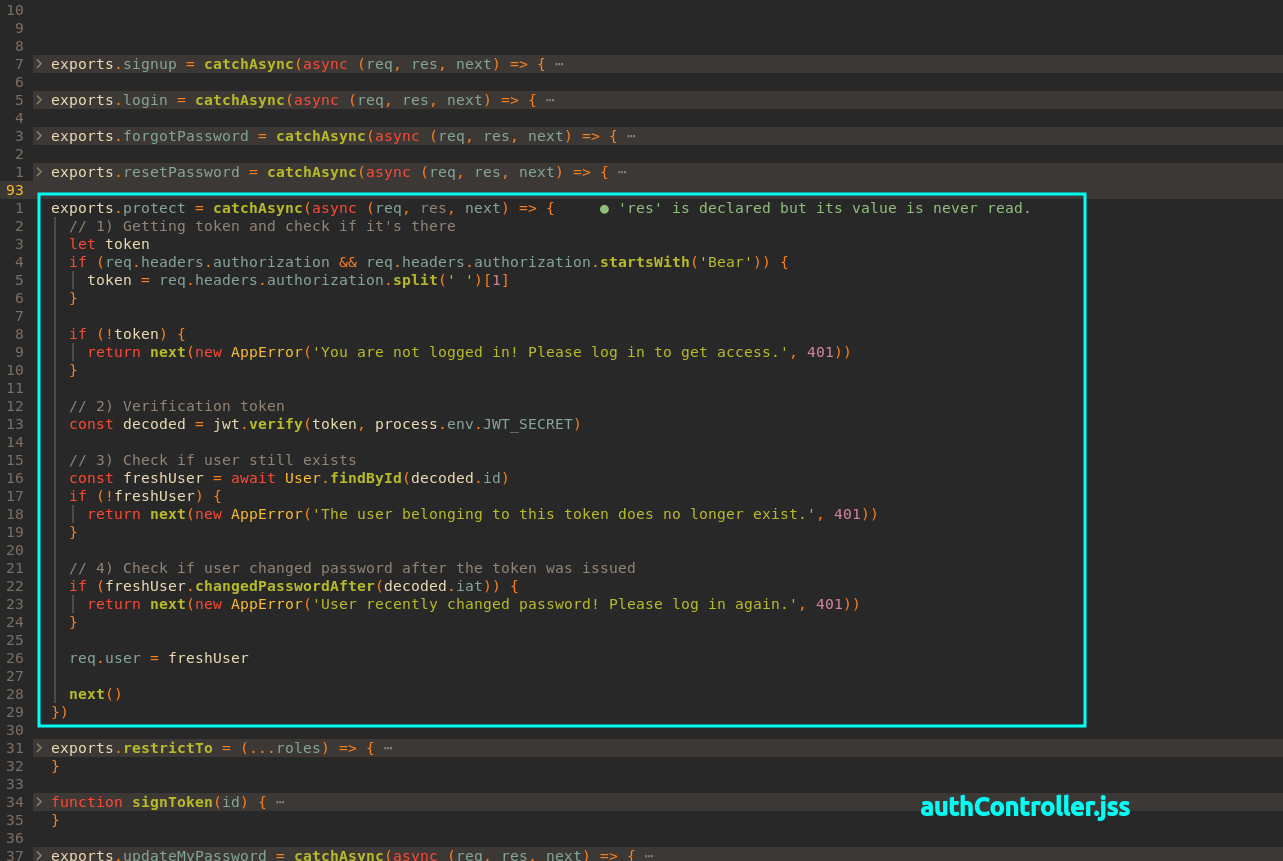 10
9
8
7 > exports.signup = catchAsync(async (req, res, next) => { ⋯
6
5 > exports.login = catchAsync(async (req, res, next) => { ⋯
4
3 > exports.forgotPassword = catchAsync(async (req, res, next) => { ⋯
2
1 > exports.resetPassword = catchAsync(async (req, res, next) => { ⋯
93
1 exports.protect = catchAsync(async (req, res, next) => { ● 'res' is declared but its value is never read.
2 // 1) Getting token and check if it's there
3 let token
4 if (req.headers.authorization && req.headers.authorization.startsWith('Bear')) {
5 token = req.headers.authorization.split(' ')[1]
6 }
7
8 if (!token) {
9 return next(new AppError('You are not logged in! Please log in to get access.', 401))
10 }
11
12 // 2) Verification token
13 const decoded = jwt.verify(token, process.env.JWT_SECRET)
14
15 // 3) Check if user still exists
16 const freshUser = await User.findById(decoded.id)
17 if (!freshUser) {
18 return next(new AppError('The user belonging to this token does no longer exist.', 401))
19 }
20
21 // 4) Check if user changed password after the token was issued
22 if (freshUser.changedPasswordAfter(decoded.iat)) {
23 return next(new AppError('User recently changed password! Please log in again.', 401))
24 }
25
26 req.user = freshUser
27
28 next()
29 })
30
31 > exports.restrictTo = (...roles) => { ⋯
32 }
33
34 > function signToken(id) { ⋯
authController.jss
35 }
36
37 > exports.updateMyPassword = catchAsync(async (req, res, next) => { ⋯